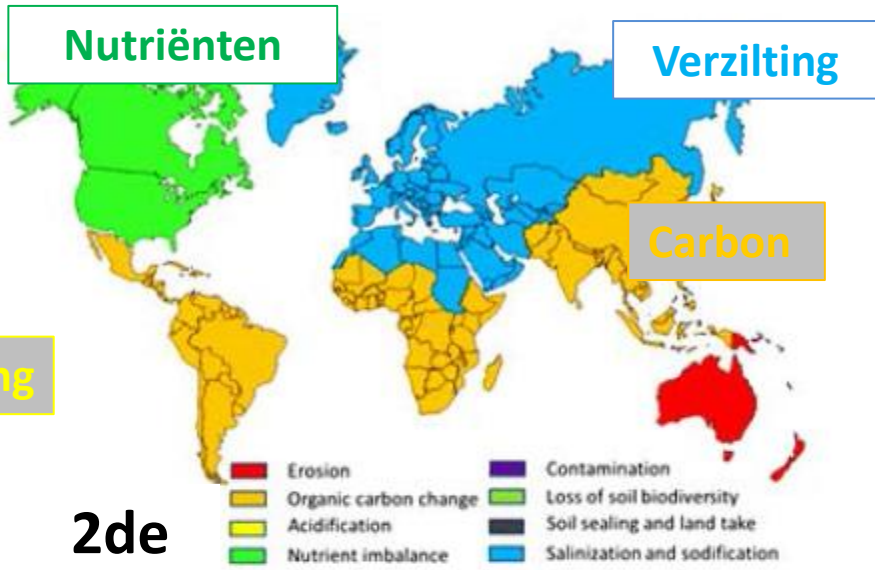 Nutriënten
Verzilting
Carbon
ng
Erosion
Organic carbon change
Acidification
Nutrient imbalance
Contamination
Loss of soil biodiversity
Soil sealing and land take
Salinization and sodification
2de